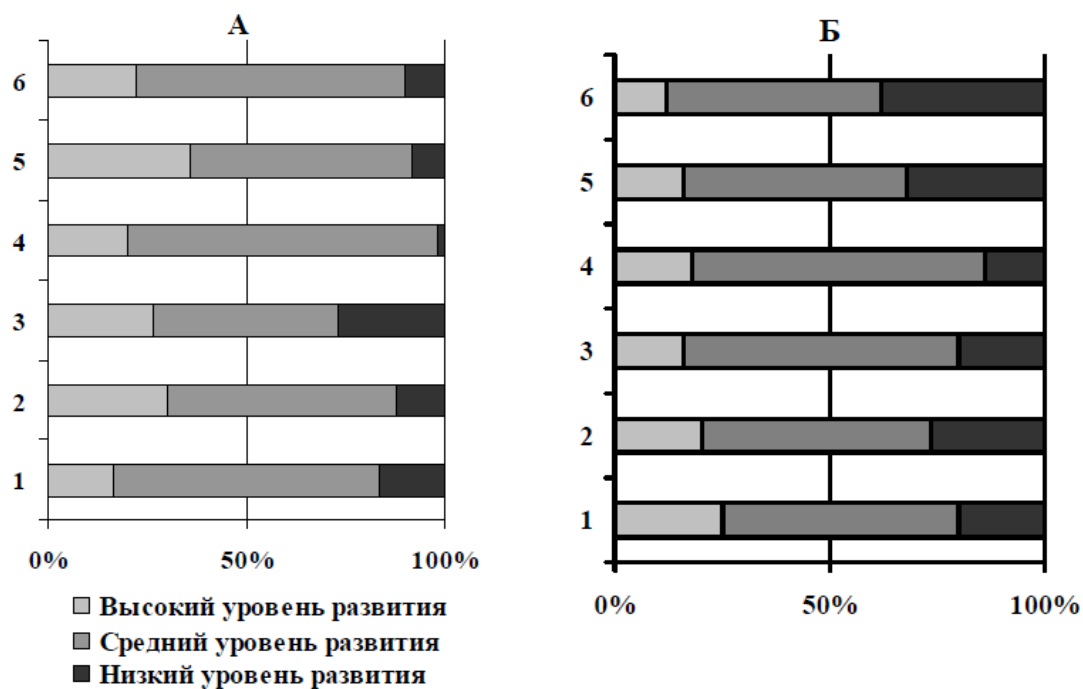 А
6
5
4
3
2
1
0% 50% 100%
Высокий уровень развития
Средний уровень развития
Низкий уровень развития
Б
6
5
4
3
2
1
0% 50% 100%